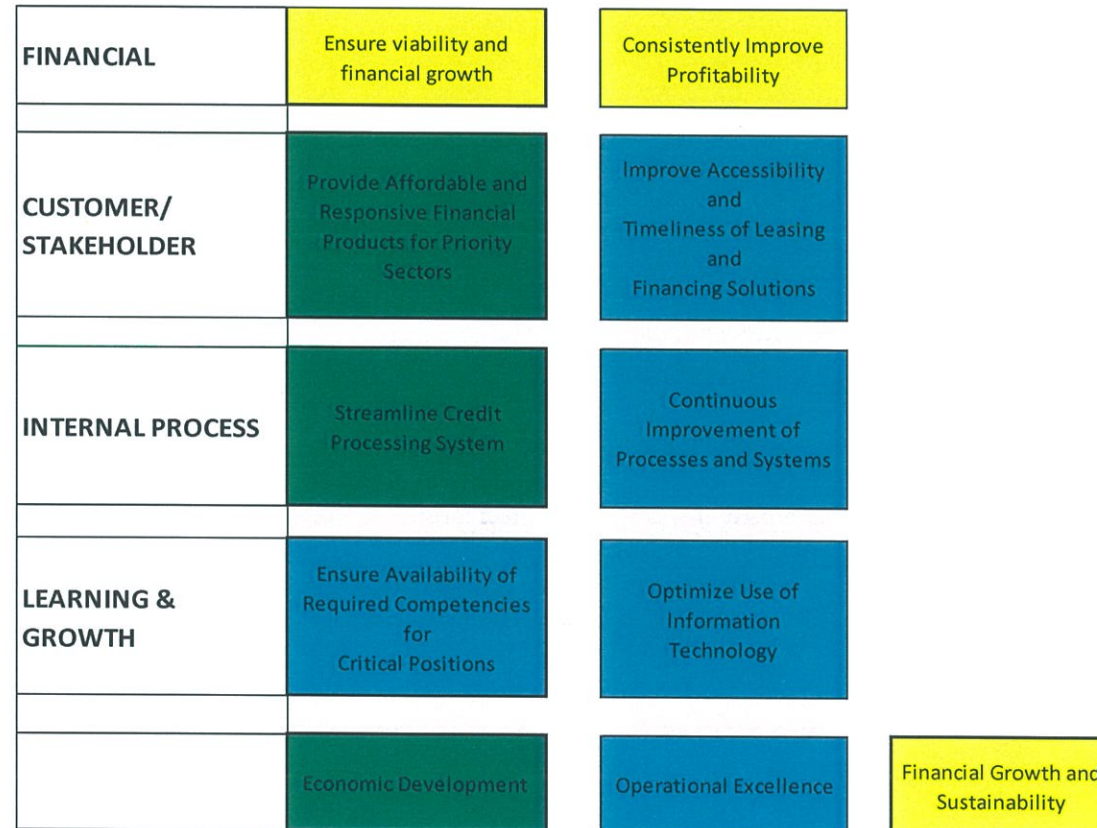 FINANCIAL
Ensure viability and
financial growth
Consistently Improve
Profitability
CUSTOMER/
STAKEHOLDER
Provide Affordable and
Responsive Financial
Products for Priority
Sectors
Improve Accessibility
and
Timeliness of Leasing
and
Financing Solutions
INTERNAL PROCESS
Streamline Credit
Processing System
Continuous
Improvement of
Processes and Systems
LEARNING &
GROWTH
Ensure Availability of
Required Competencies
for
Critical Positions
Optimize Use of
Information
Technology
Economic Development
Operational Excellence
Financial Growth and
Sustainability